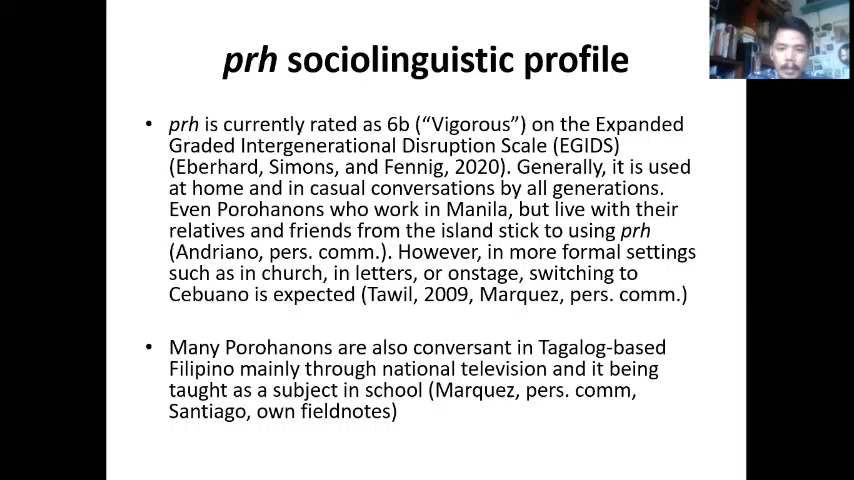 prh sociolinguistic profile
• prh is currently rated as 6b (“Vigorous”) on the Expanded
Graded Intergenerational Disruption Scale (EGIDS)
(Eberhard, Simons, and Fennig, 2020). Generally, it is used
at home and in casual conversations by all generations.
Even Porohanons who work in Manila, but live with their
relatives and friends from the island stick to using prh
(Andriano, pers. comm.). However, in more formal settings
such as in church, in letters, or onstage, switching to
Cebuano is expected (Tawil, 2009, Marquez, pers. comm.)
• Many Porohanons are also conversant in Tagalog-based
Filipino mainly through national television and it being
taught as a subject in school (Marquez, pers. comm,
Santiago, own fieldnotes)